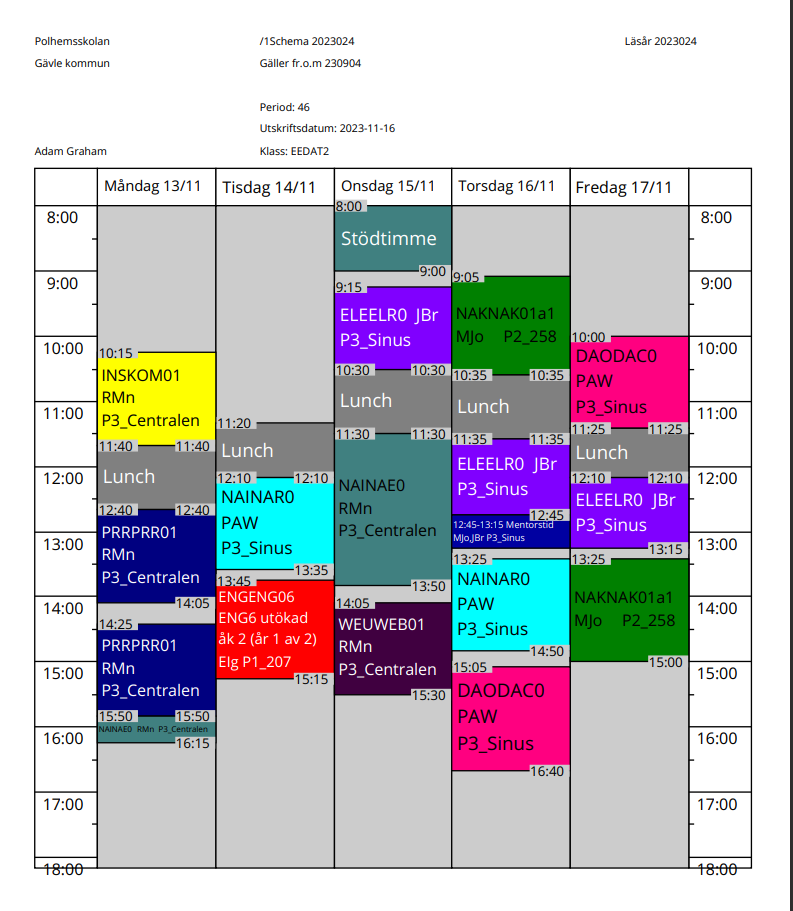 Polhemsskolan /1Schema 2023024 Läsår 2023024
Gävle kommun Gäller fr.o.m 230904
Period: 46
Utskriftsdatum: 2023-11-16
Adam Graham Klass: EEDAT2
Måndag 13/11 Tisdag 14/11 Onsdag 15/11 Torsdag 16/11 Fredag 17/11
8:00
9:00
10:00
11:00
12:00
13:00
14:00
15:00
16:00
17:00
18:00
10:15
INSKOM01
RMn
P3_Centralen
11:40 11:40
Lunch
12:40 12:40
PRRPRR01
RMn
P3_Centralen
14:05
14:25
PRRPRR01
RMn
P3_Centralen
15:50 15:50
NAINAE0 RMn P3_Centralen
16:15
11:20
Lunch
12:10 12:10
NAINAR0
PAW
P3_Sinus
13:35
13:45
ENGENG06
ENG6 utökad
åk 2 (år 1 av 2)
Elg P1_207
15:15
8:00
Stödtimme
9:00
9:15
ELEELR0 JBr
P3_Sinus
10:30 10:30
Lunch
11:30 11:30
NAINAE0
RMn
P3_Centralen
13:50
14:05
WEUWEB01
RMn
P3_Centralen
15:30
9:05
NAKNAK01a1
MJo P2_258
10:35 10:35
Lunch
11:35 11:35
ELEELR0 JBr
P3_Sinus
12:45
12:45-13:15 Mentorstid
MJo,JBr P3_Sinus
13:25
NAINAR0
PAW
P3_Sinus
14:50
15:05
DAODAC0
PAW
P3_Sinus
16:40
10:00
DAODAC0
PAW
P3_Sinus
11:25 11:25
Lunch
12:10 12:10
ELEELR0 JBr
P3_Sinus
13:15
13:25
NAKNAK01a1
MJo P2_258
15:00
8:00
9:00
10:00
11:00
12:00
13:00
14:00
15:00
16:00
17:00
18:00